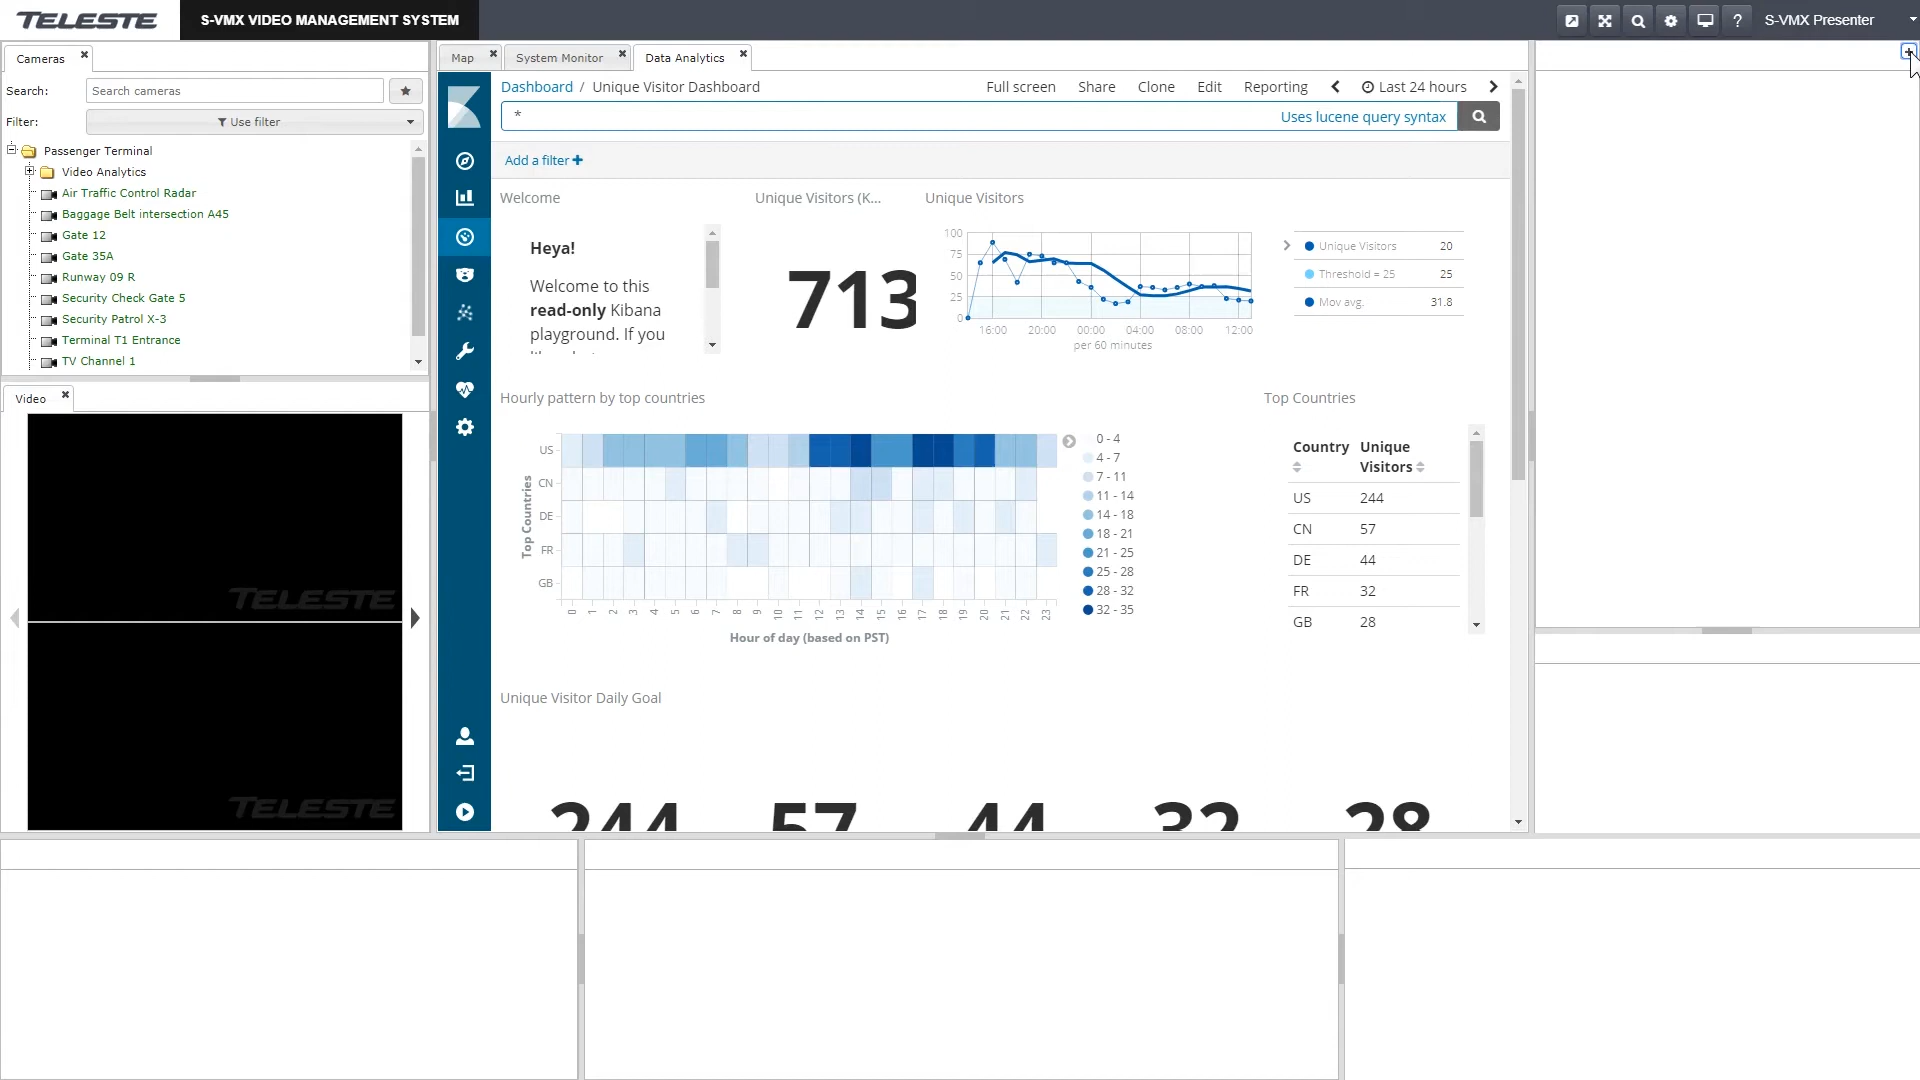 TELESTE
S-VMX VIDEO MANAGEMENT SYSTEM
?
S-VMX Presenter
Cameras
Search:
Search cameras
Filter:
Use filter
Passenger Terminal
Video Analytics
Air Traffic Control Radar
Baggage Belt intersection A45
Gate 12
Gate 35A
Runway 09 R
Security Check Gate 5
Security Patrol X-3
Terminal T1 Entrance
TV Channel 1
Video
TELESTE
TELESTE
Map
System Monitor
Data Analytics
Dashboard / Unique Visitor Dashboard
Full screen
Share
Clone
Edit
Reporting
Last 24 hours
*
Uses lucene query syntax
Add a filter +
Welcome
Heya!
Welcome to this
read-only Kibana
playground. If you
Unique Visitors (K...
713
Unique Visitors
100
75
50
25
0
16:00 20:00 00:00 04:00 08:00 12:00
per 60 minutes
Unique Visitors 20
Threshold = 25 25
Mov avg. 31.8
Hourly pattern by top countries
Top Countries
US
CN
DE
FR
GB
0 1 2 3 4 5 6 7 8 9 10 11 12 13 14 15 16 17 18 19 20 21 22 23
Hour of day (based on PST)
0 - 4
4 - 7
7 - 11
11 - 14
14 - 18
18 - 21
21 - 25
25 - 28
28 - 32
32 - 35
Top Countries
Country Unique
Visitors
US 244
CN 57
DE 44
FR 32
GB 28
Unique Visitor Daily Goal
244 57 44 32 28